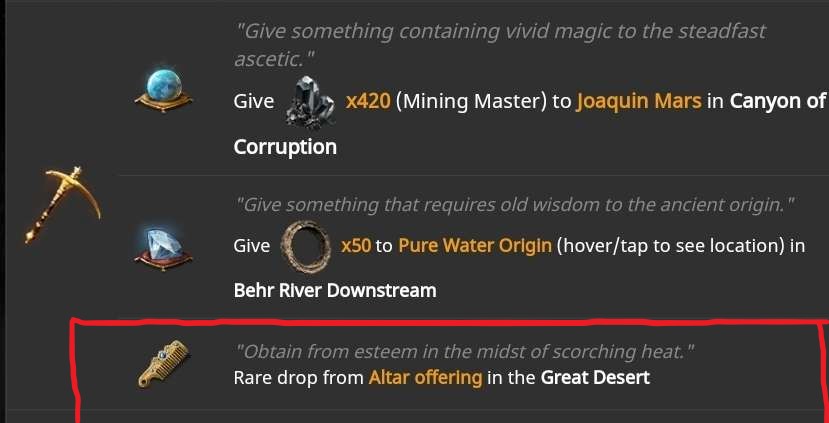 "Give something containing vivid magic to the steadfast
ascetic."
Give x420 (Mining Master) to Joaquin Mars in Canyon of
Corruption
"Give something that requires old wisdom to the ancient origin."
Give x50 to Pure Water Origin (hover/tap to see location) in
Behr River Downstream
"Obtain from esteem in the midst of scorching heat."
Rare drop from Altar offering in the Great Desert